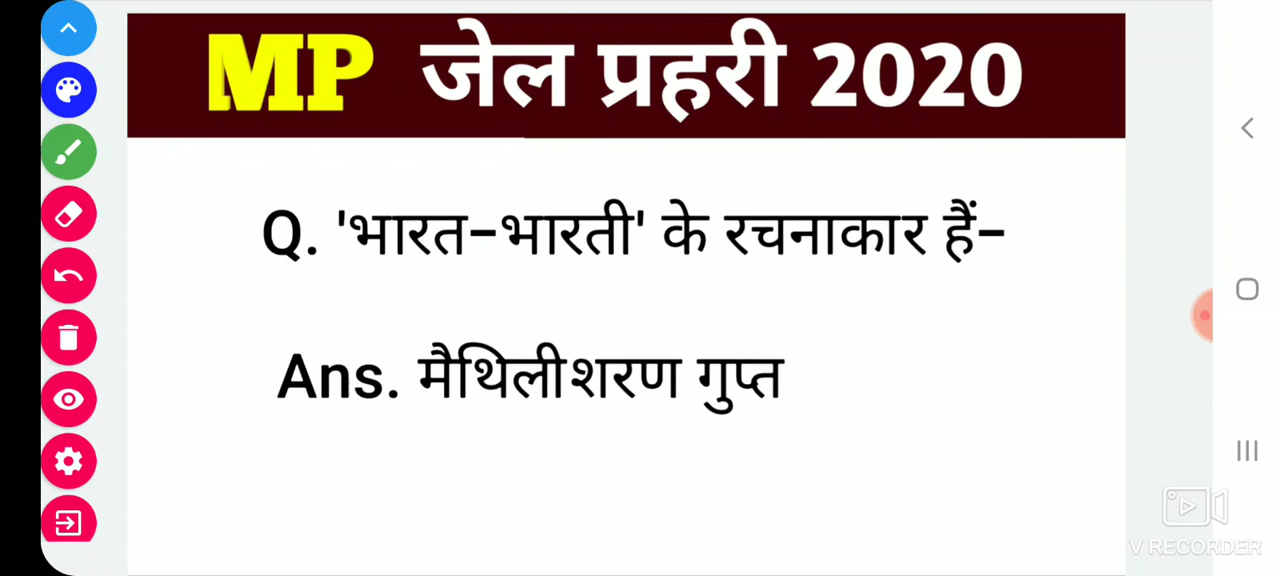 MP जेल प्रहरी 2020
Q. 'भारत-भारती' के रचनाकार हैं-
Ans. मैथिलीशरण गुप्त
V RECORDER